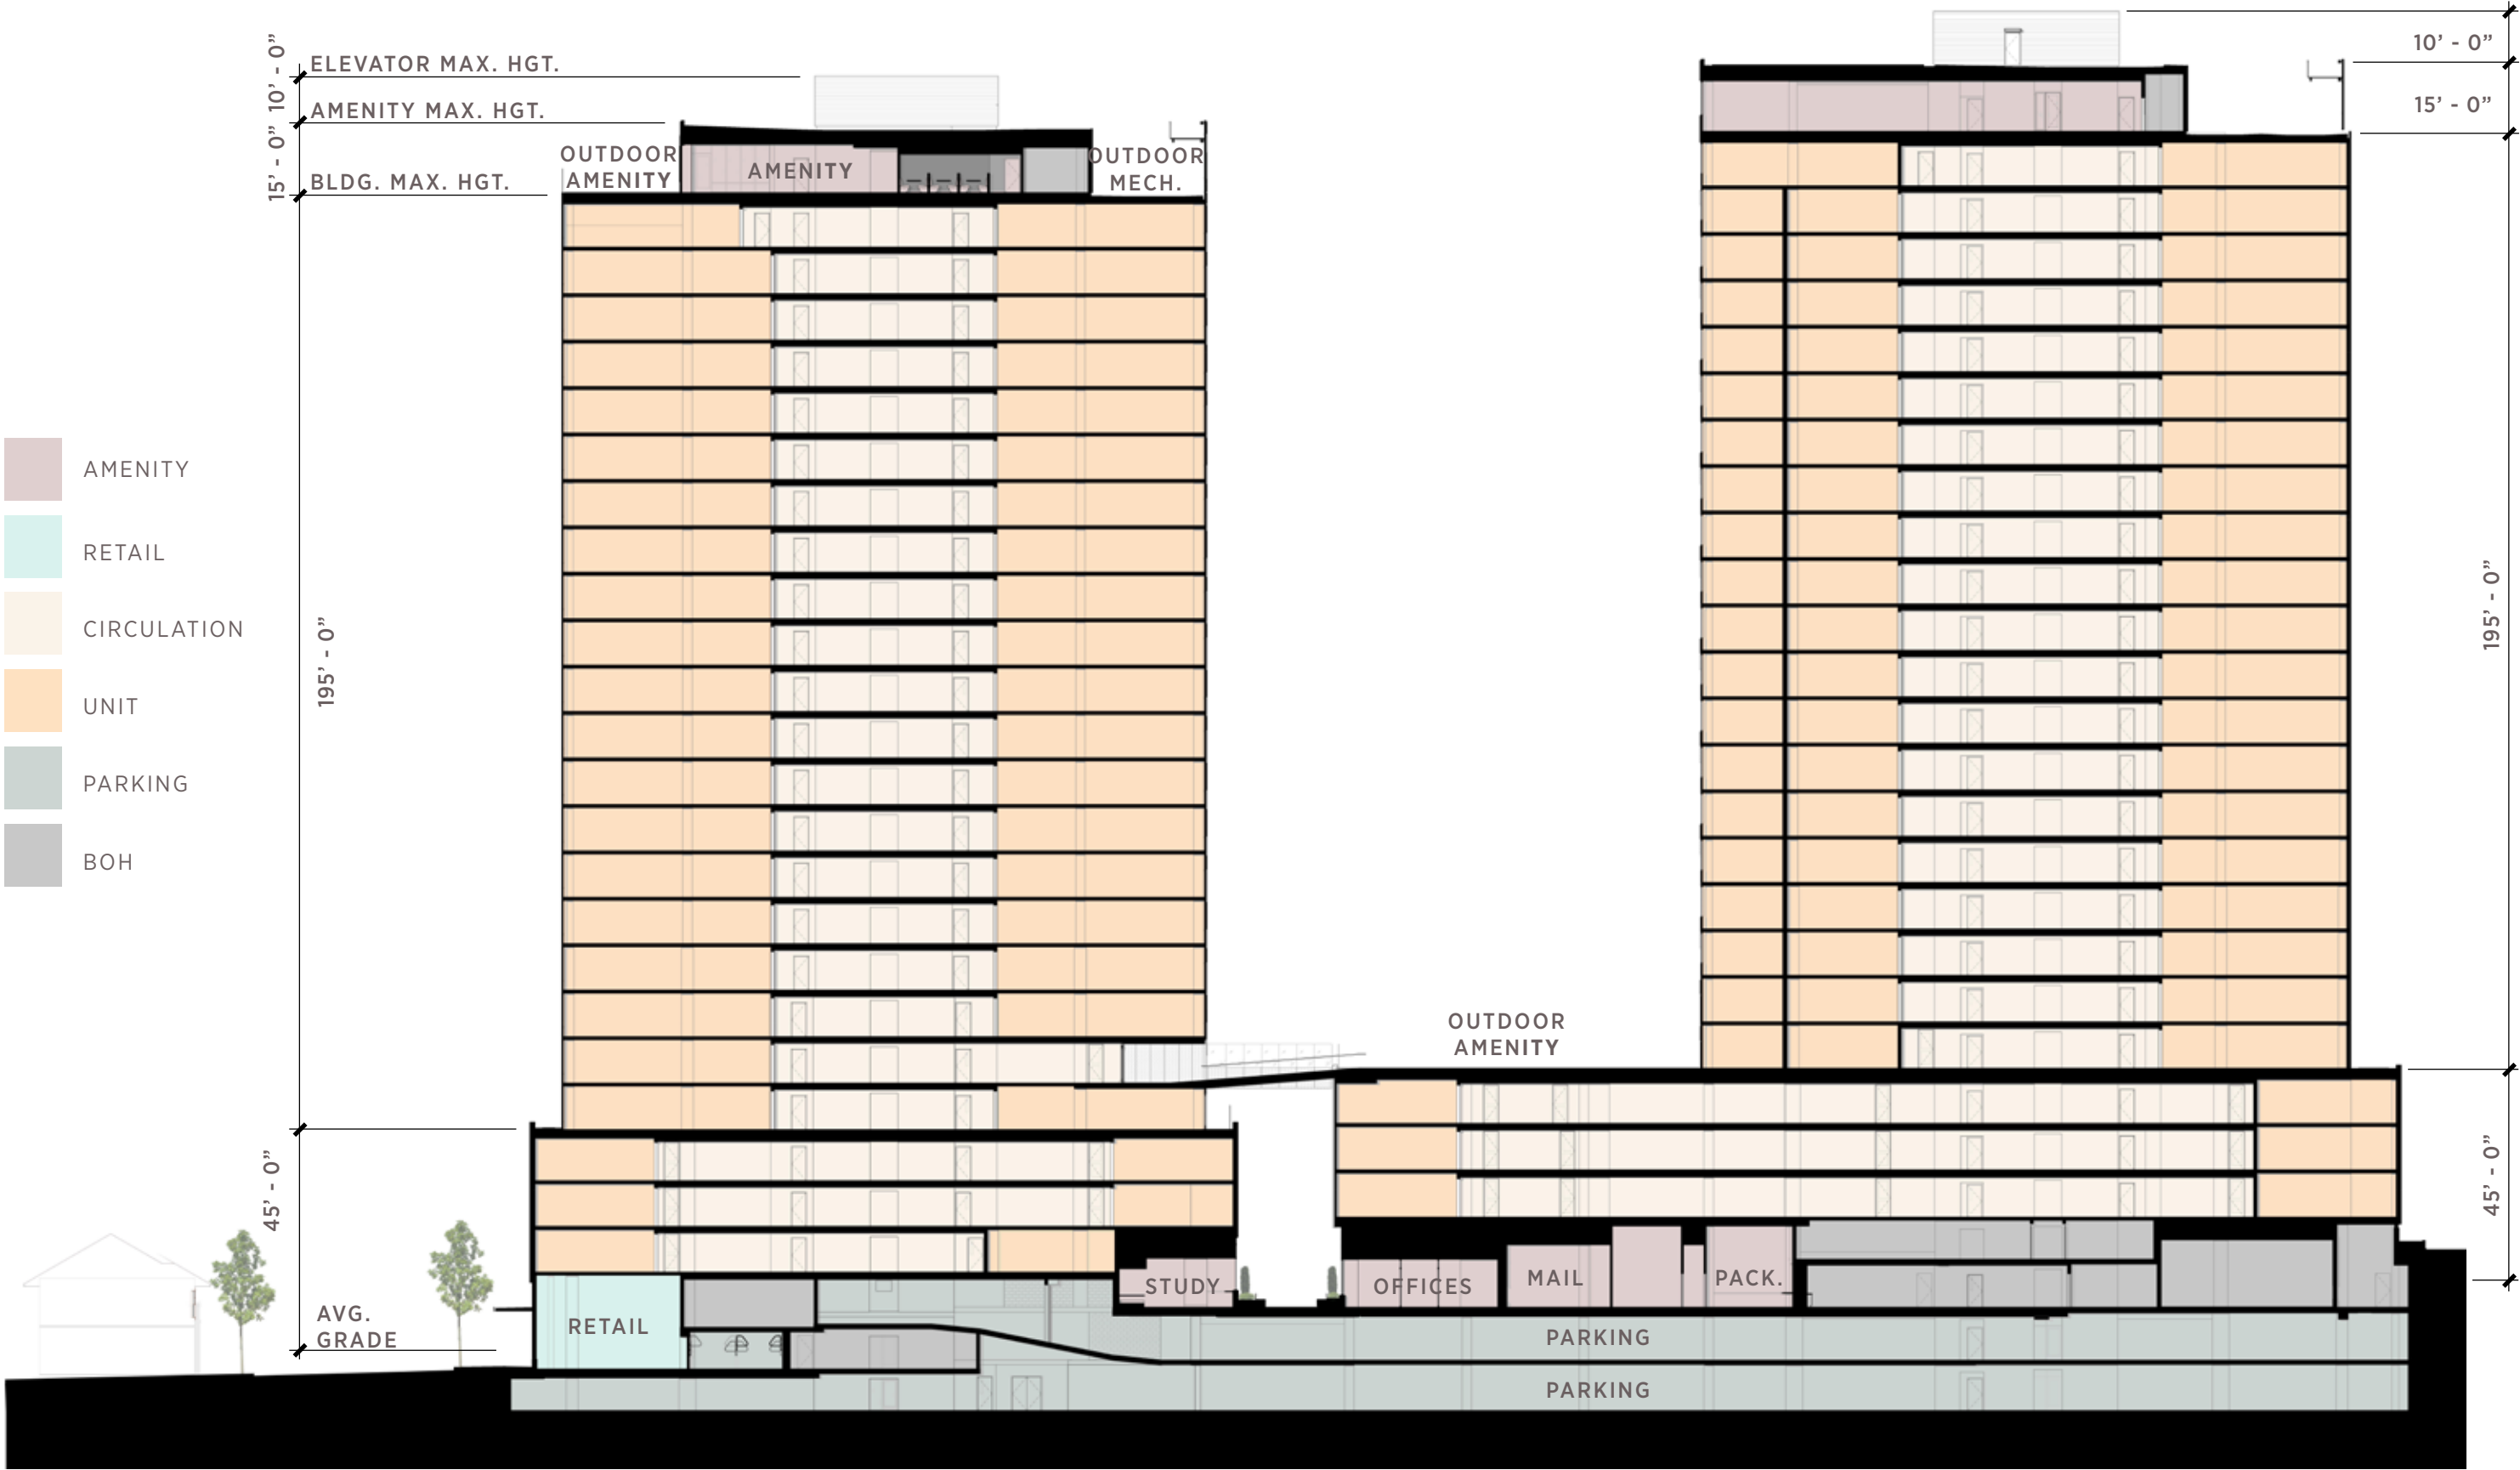 ELEVATOR MAX. HGT.
10’ - 0”
AMENITY MAX. HGT.
15’ - 0”
BLDG. MAX. HGT.
OUTDOOR
AMENITY
AMENITY
OUTDOOR
MECH.
10’ - 0”
15’ - 0”
AMENITY
RETAIL
CIRCULATION
UNIT
PARKING
BOH
195’ - 0”
195’ - 0”
OUTDOOR
AMENITY
45’ - 0”
45’ - 0”
AVG.
GRADE
RETAIL
STUDY
OFFICES
MAIL
PACK.
PARKING
PARKING